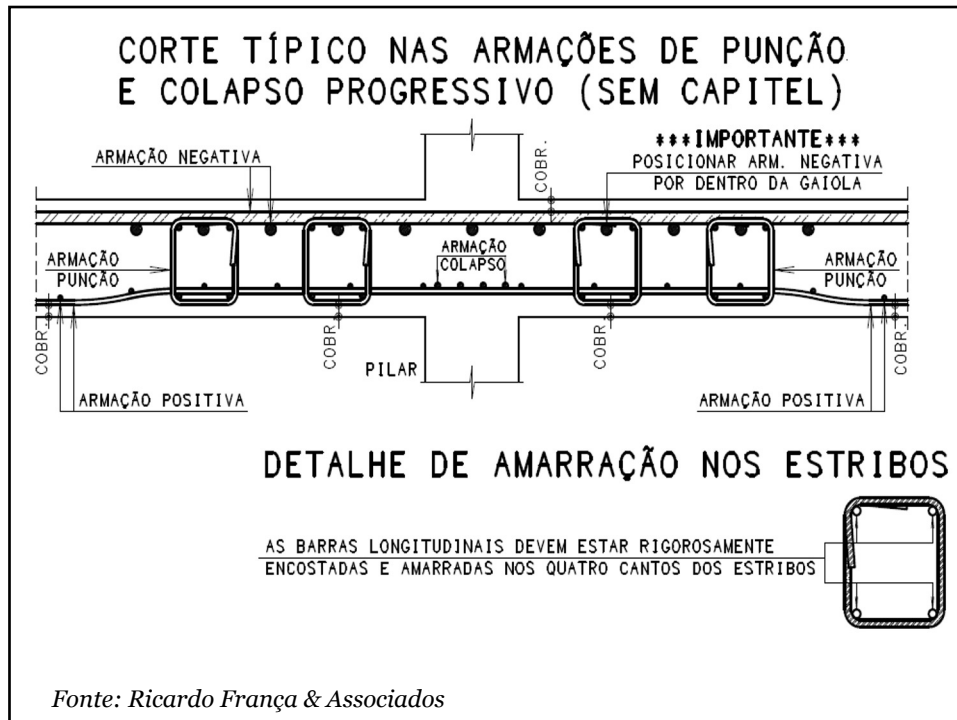 CORTE TÍPICO NAS ARMAÇÕES DE PUNÇÃO
E COLAPSO PROGRESSIVO (SEM CAPITEL)
***IMPORTANTE***
POSICIONAR ARM. NEGATIVA
POR DENTRO DA GAIOLA
ARMAÇÃO NEGATIVA
COBR.
ARMAÇÃO
PUNÇÃO
ARMAÇÃO
COLAPSO
ARMAÇÃO
PUNÇÃO
COBR.
COBR.
COBR.
COBR.
PILAR
ARMAÇÃO POSITIVA
ARMAÇÃO POSITIVA
DETALHE DE AMARRAÇÃO NOS ESTRIBOS
AS BARRAS LONGITUDINAIS DEVEM ESTAR RIGOROSAMENTE
ENCOSTADAS E AMARRADAS NOS QUATRO CANTOS DOS ESTRIBOS
Fonte: Ricardo França & Associados